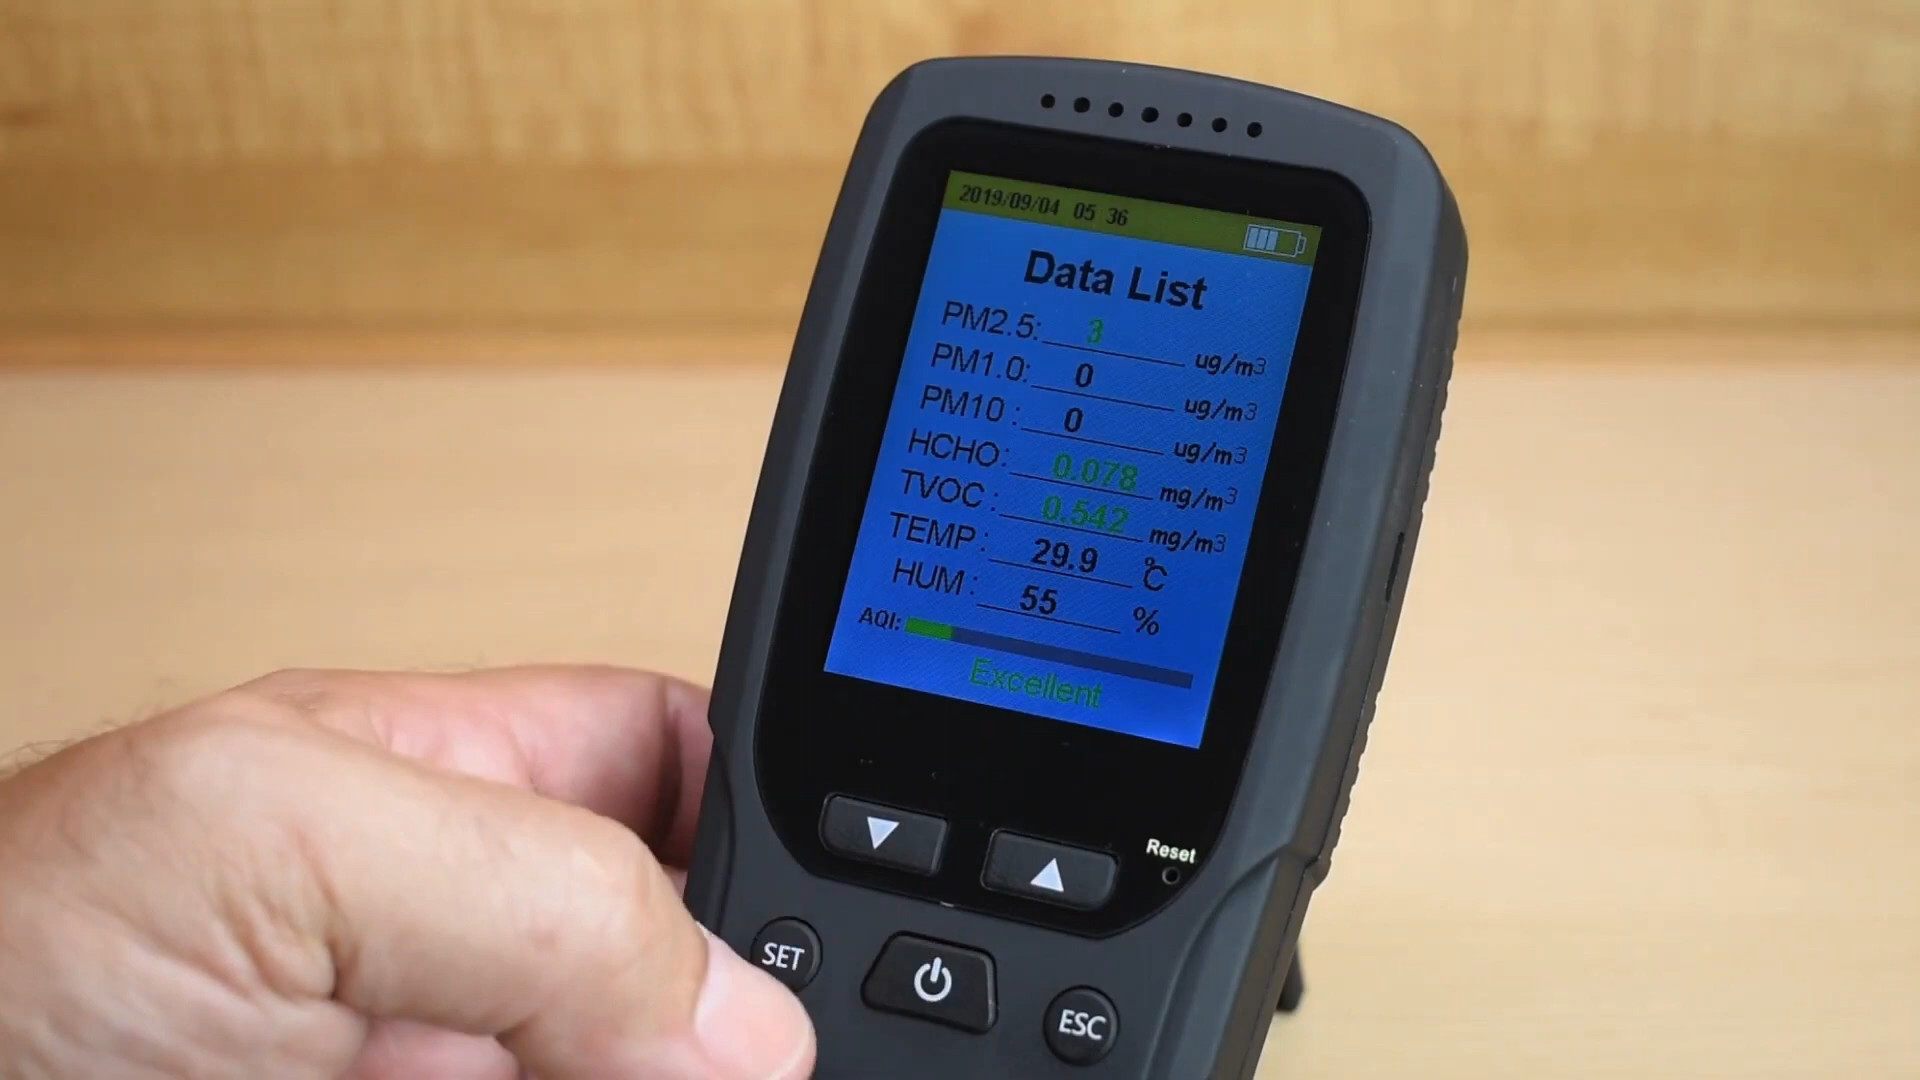 2019/09/04 05 36
Data List
PM2.5: 3 ug/m3
PM1.0: 0 ug/m3
PM10: 0 ug/m3
HCHO: 0.078 mg/m3
TVOC: 0.542 mg/m3
TEMP: 29.9 ℃
HUM: 55 %
AQI:
Excellent
Reset
SET
ESC